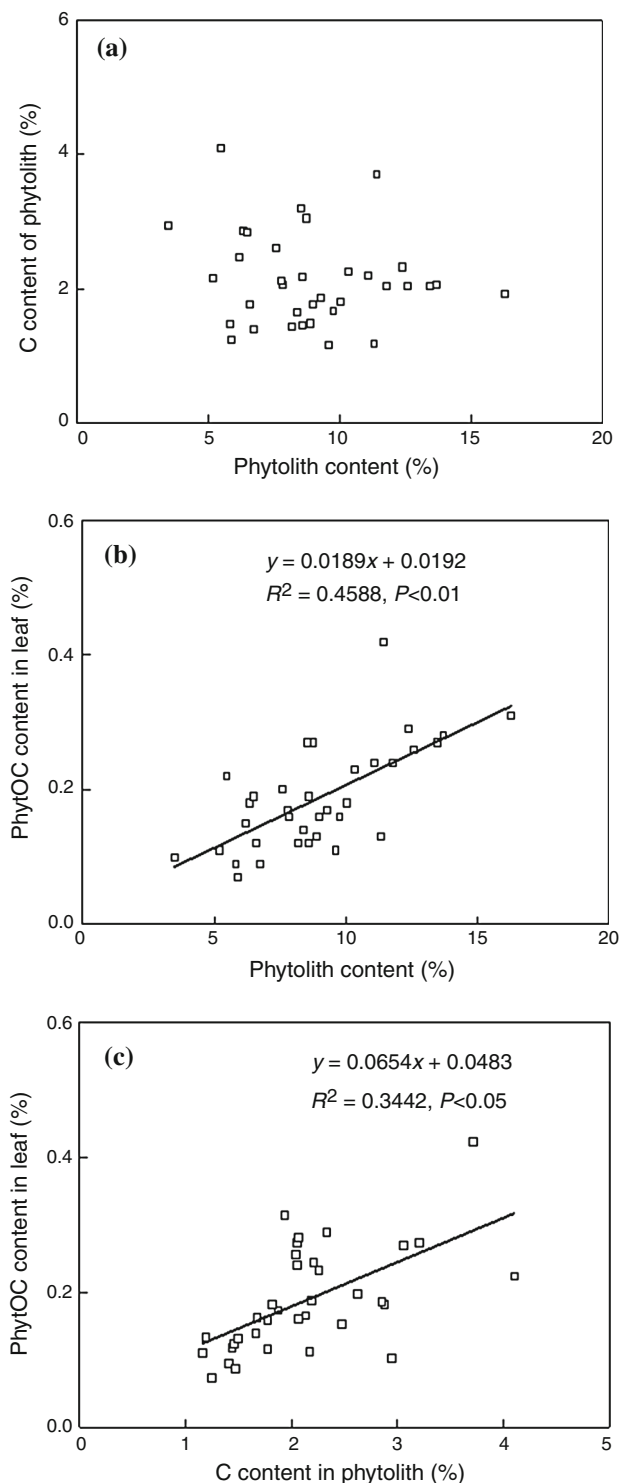 (a)
6
4
2
0
C content of phytolith (%)
0 5 10 15 20
Phytolith content (%)
(b)
y = 0.0189x + 0.0192
R² = 0.4588, P<0.01
0.6
0.4
0.2
0.0
PhytOC content in leaf (%)
0 5 10 15 20
Phytolith content (%)
(c)
y = 0.0654x + 0.0483
R² = 0.3442, P<0.05
0.6
0.4
0.2
0.0
PhytOC content in leaf (%)
0 1 2 3 4 5
C content in phytolith (%)